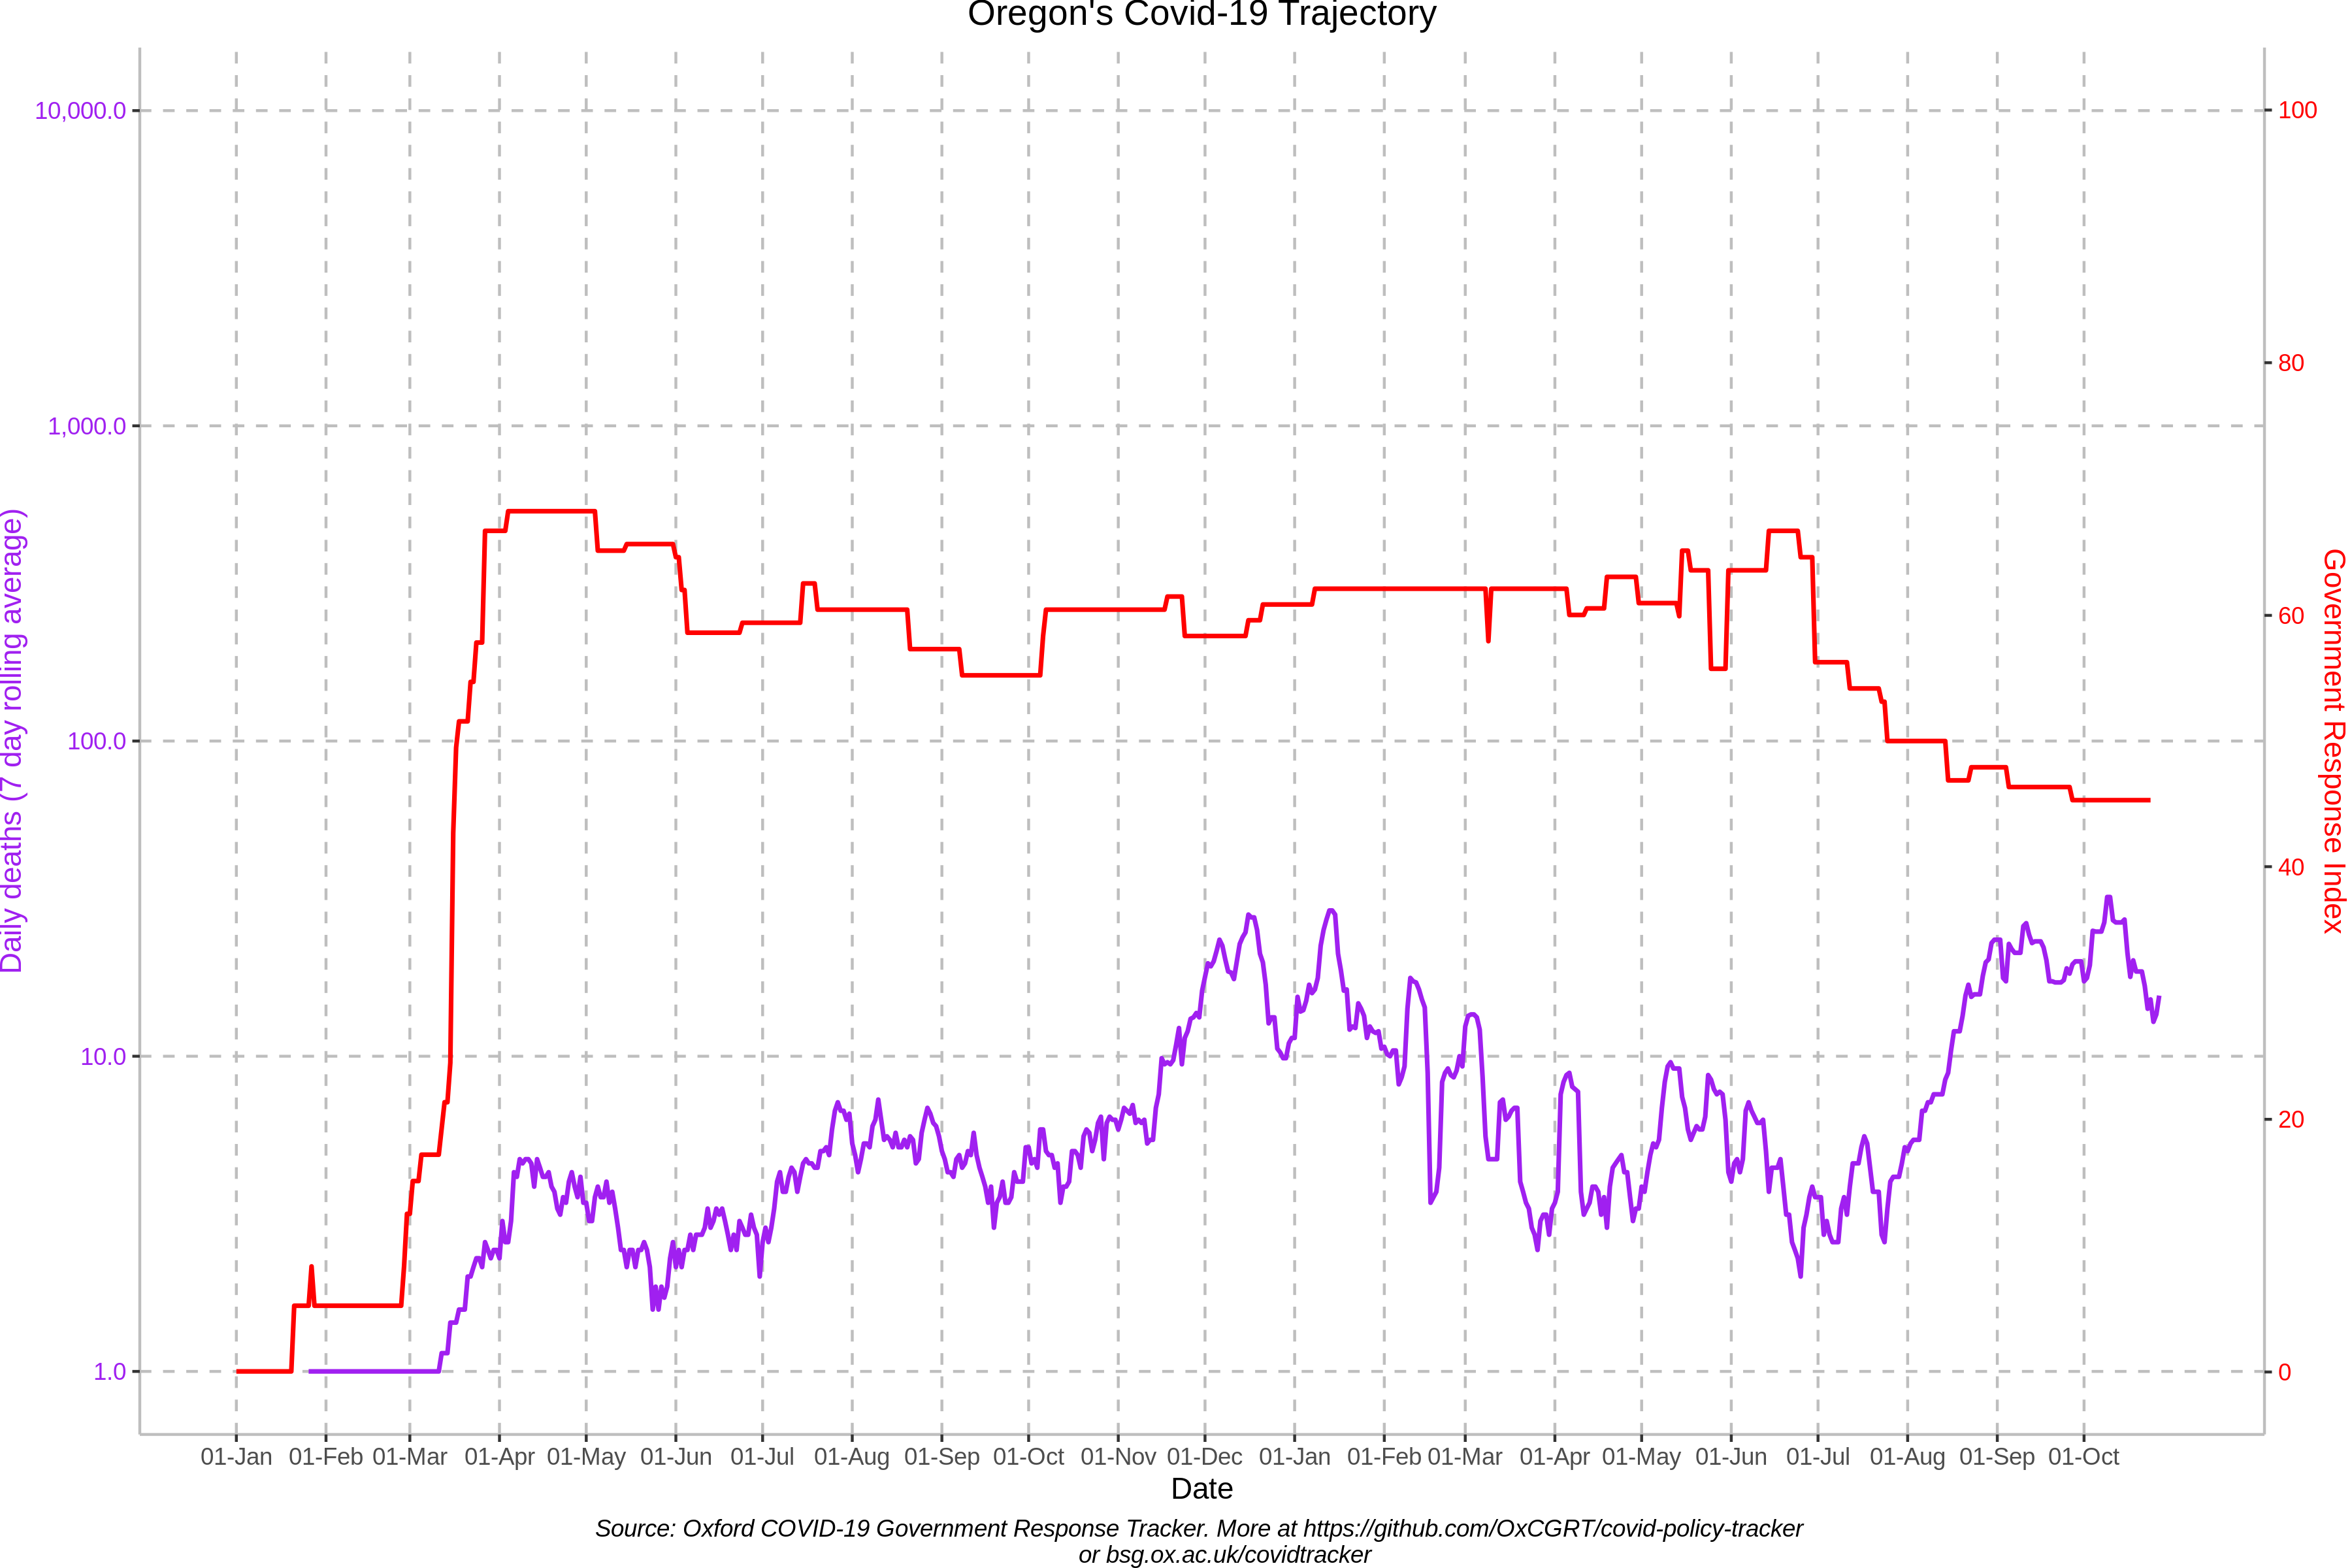 Oregon's Covid-19 Trajectory
10,000.0
1,000.0
100.0
10.0
1.0
Daily deaths (7 day rolling average)
100
80
60
40
20
0
Government Response Index
01-Jan 01-Feb 01-Mar 01-Apr 01-May 01-Jun 01-Jul 01-Aug 01-Sep 01-Oct 01-Nov 01-Dec 01-Jan 01-Feb 01-Mar 01-Apr 01-May 01-Jun 01-Jul 01-Aug 01-Sep 01-Oct
Date
Source: Oxford COVID-19 Government Response Tracker. More at https://github.com/OxCGRT/covid-policy-tracker
or bsg.ox.ac.uk/covidtracker